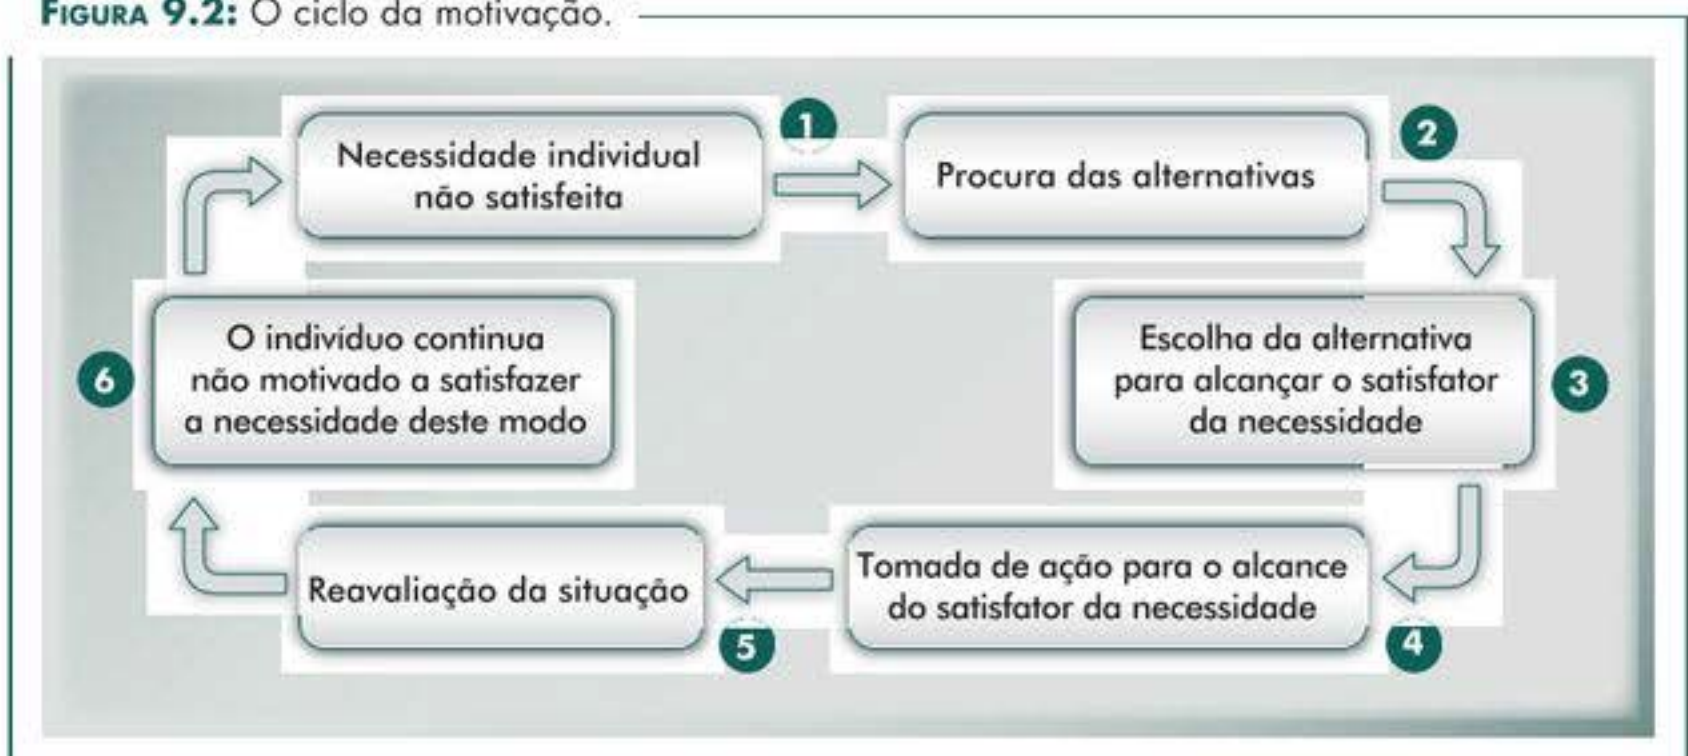 FIGURA 9.2: O ciclo da motivação.
1
Necessidade individual
não satisfeita
2
Procura das alternativas
3
Escolha da alternativa
para alcançar o satisfator
da necessidade
4
Tomada de ação para o alcance
do satisfator da necessidade
5
Reavaliação da situação
6
O indivíduo continua
não motivado a satisfazer
a necessidade deste modo